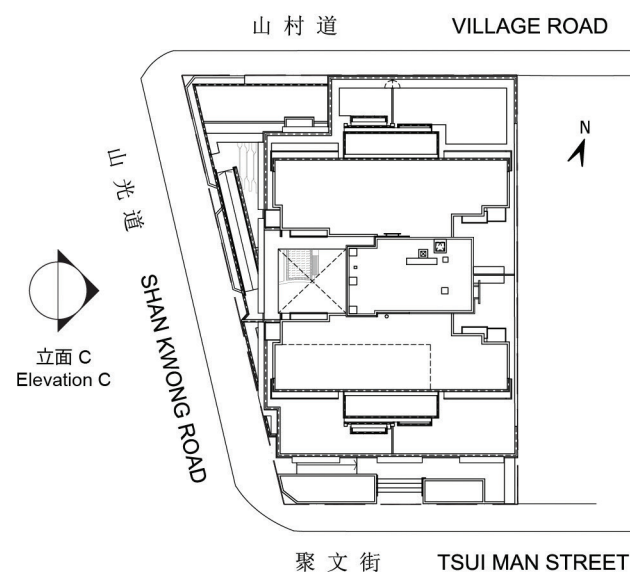 山村道 VILLAGE ROAD
N
山光道
SHAN KWONG ROAD
立面 C
Elevation C
聚文街 TSUI MAN STREET